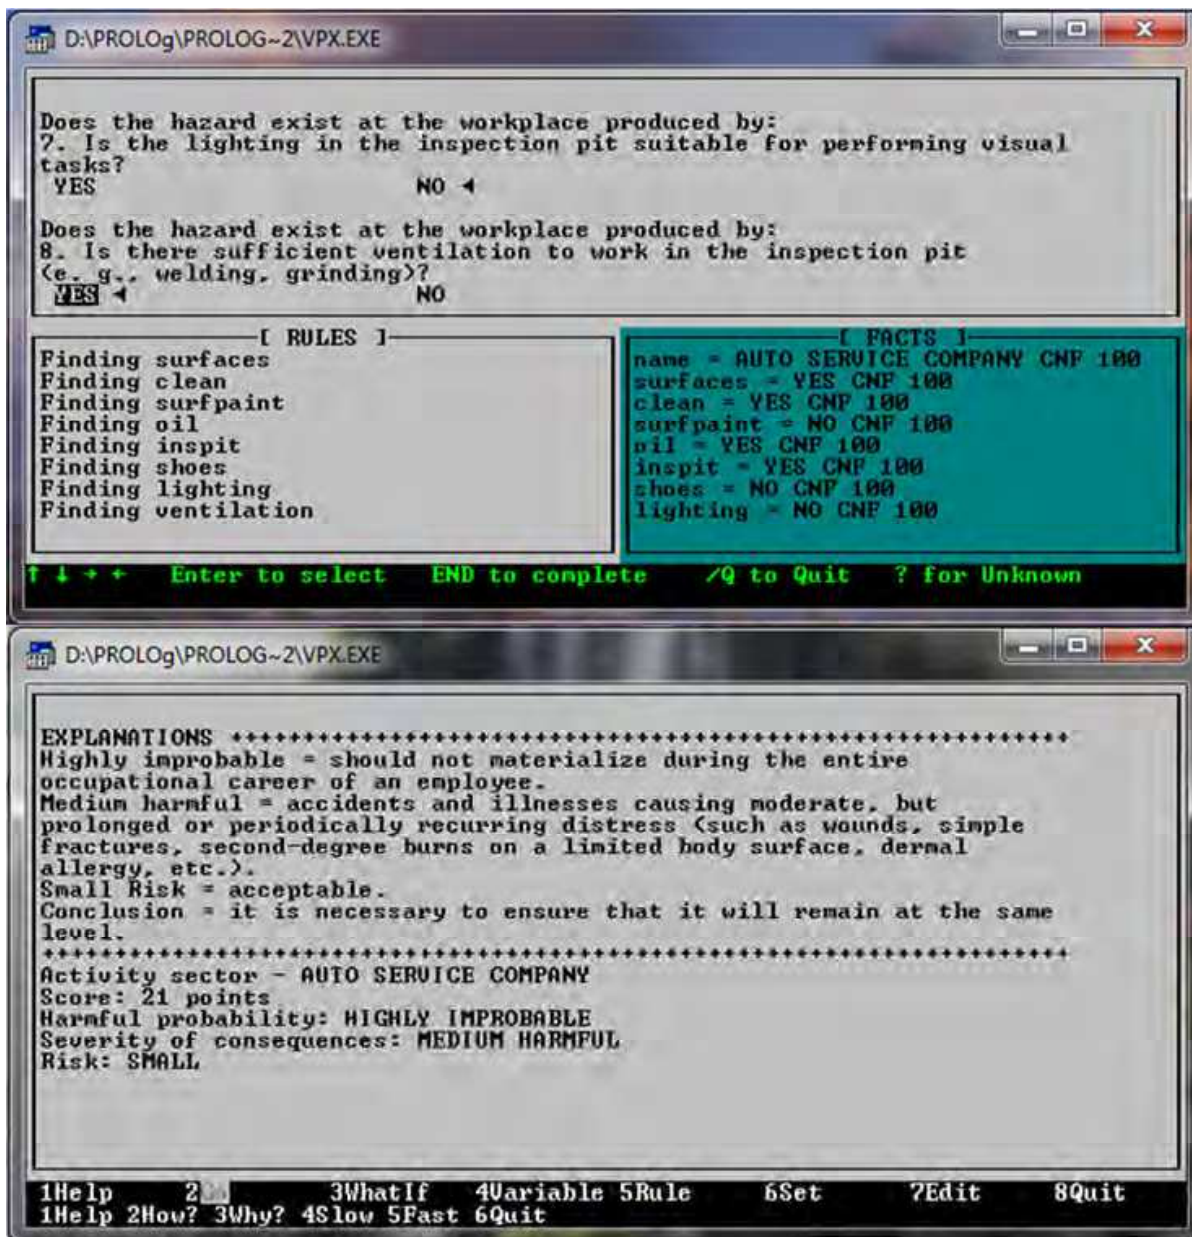 D:\PROLOg\PROLOG~2\VPX.EXE
Does the hazard exist at the workplace produced by:
7. Is the lighting in the inspection pit suitable for performing visual
tasks?
YES NO ◄
Does the hazard exist at the workplace produced by:
8. Is there sufficient ventilation to work in the inspection pit
(e. g., welding, grinding)?
YES ◄ NO
[ RULES ]
Finding surfaces
Finding clean
Finding surfpaint
Finding oil
Finding inspit
Finding shoes
Finding lighting
Finding ventilation
[ FACTS ]
name = AUTO SERVICE COMPANY CNF 100
surfaces = YES CNF 100
clean = YES CNF 100
surfpaint = NO CNF 100
oil = YES CNF 100
inspit = YES CNF 100
shoes = NO CNF 100
lighting = NO CNF 100
↑ ↓ → ← Enter to select END to complete /Q to Quit ? for Unknown
D:\PROLOg\PROLOG~2\VPX.EXE
EXPLANATIONS +++++++++++++++++++++++++++++++++++++++++++++++++++++++++
Highly improbable = should not materialize during the entire
occupational career of an employee.
Medium harmful = accidents and illnesses causing moderate, but
prolonged or periodically recurring distress (such as wounds, simple
fractures, second-degree burns on a limited body surface, dermal
allergy, etc.).
Small Risk = acceptable.
Conclusion = it is necessary to ensure that it will remain at the same
level.
++++++++++++++++++++++++++++++++++++++++++++++++++++++++++++++++++++++
Activity sector - AUTO SERVICE COMPANY
Score: 21 points
Harmful probability: HIGHLY IMPROBABLE
Severity of consequences: MEDIUM HARMFUL
Risk: SMALL
1Help 2 3WhatIf 4Variable 5Rule 6Set 7Edit 8Quit
1Help 2How? 3Why? 4Slow 5Fast 6Quit